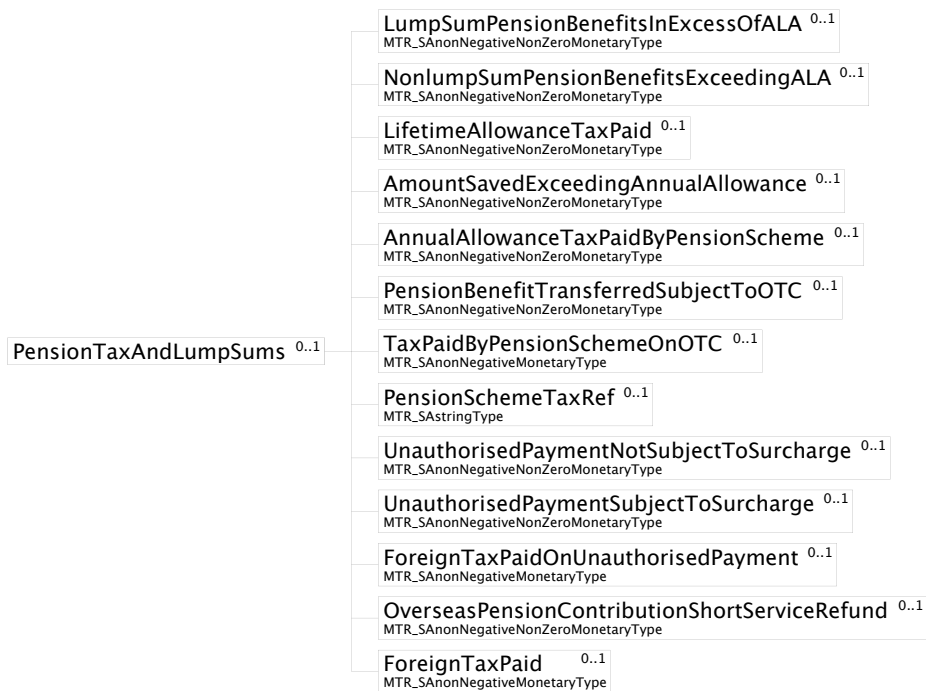 LumpSumPensionBenefitsInExcessOfALA 0..1
MTR_SAnonNegativeNonZeroMonetaryType
NonlumpSumPensionBenefitsExceedingALA 0..1
MTR_SAnonNegativeNonZeroMonetaryType
LifetimeAllowanceTaxPaid 0..1
MTR_SAnonNegativeNonZeroMonetaryType
AmountSavedExceedingAnnualAllowance 0..1
MTR_SAnonNegativeNonZeroMonetaryType
AnnualAllowanceTaxPaidByPensionScheme 0..1
MTR_SAnonNegativeNonZeroMonetaryType
PensionBenefitTransferredSubjectToOTC 0..1
MTR_SAnonNegativeNonZeroMonetaryType
PensionTaxAndLumpSums 0..1
TaxPaidByPensionSchemeOnOTC 0..1
MTR_SAnonNegativeMonetaryType
PensionSchemeTaxRef 0..1
MTR_SAstringType
UnauthorisedPaymentNotSubjectToSurcharge 0..1
MTR_SAnonNegativeNonZeroMonetaryType
UnauthorisedPaymentSubjectToSurcharge 0..1
MTR_SAnonNegativeNonZeroMonetaryType
ForeignTaxPaidOnUnauthorisedPayment 0..1
MTR_SAnonNegativeMonetaryType
OverseasPensionContributionShortServiceRefund 0..1
MTR_SAnonNegativeNonZeroMonetaryType
ForeignTaxPaid 0..1
MTR_SAnonNegativeMonetaryType